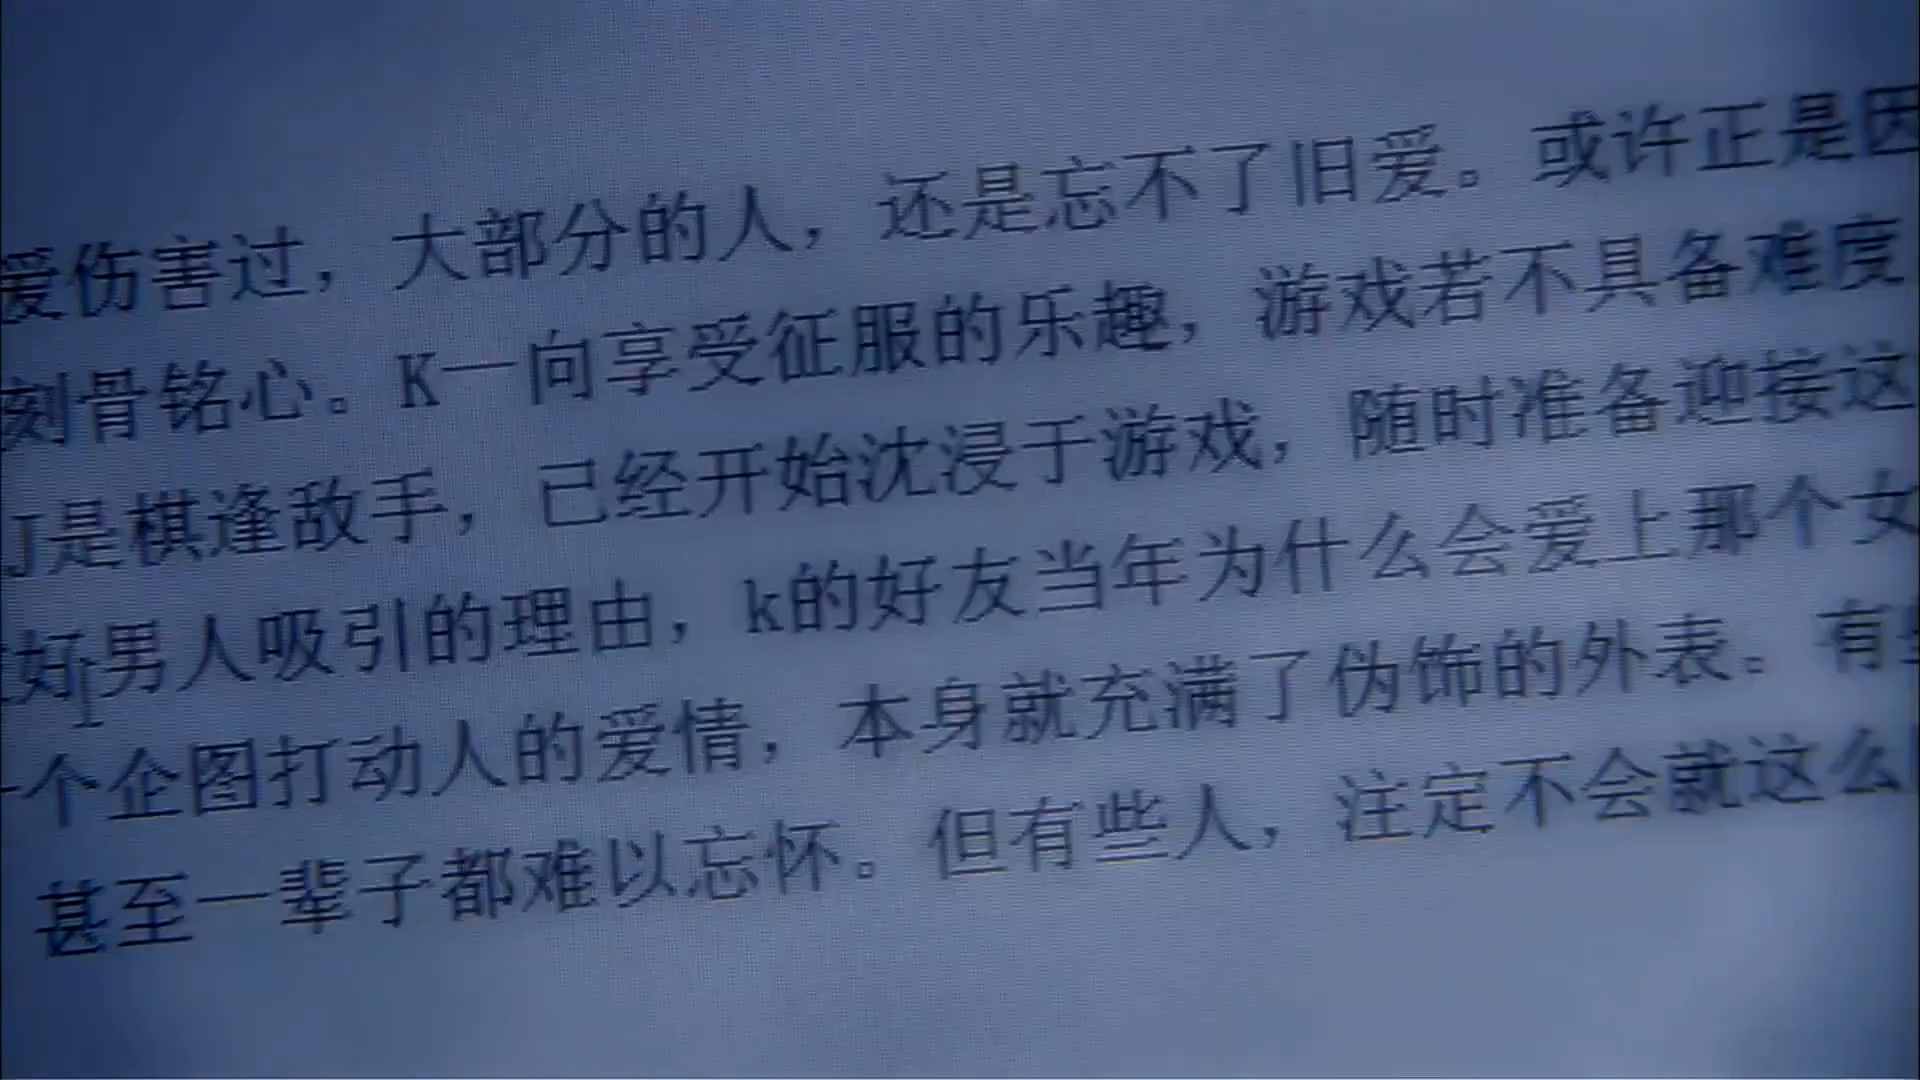 爱伤害过，大部分的人，还是忘不了旧爱。或许正是因
刻骨铭心。K一向享受征服的乐趣，游戏若不具备难度
J是棋逢敌手，已经开始沈浸于游戏，随时准备迎接这
好男人吸引的理由，k的好友当年为什么会爱上那个女
一个企图打动人的爱情，本身就充满了伪饰的外表。有
甚至一辈子都难以忘怀。但有些人，注定不会就这么